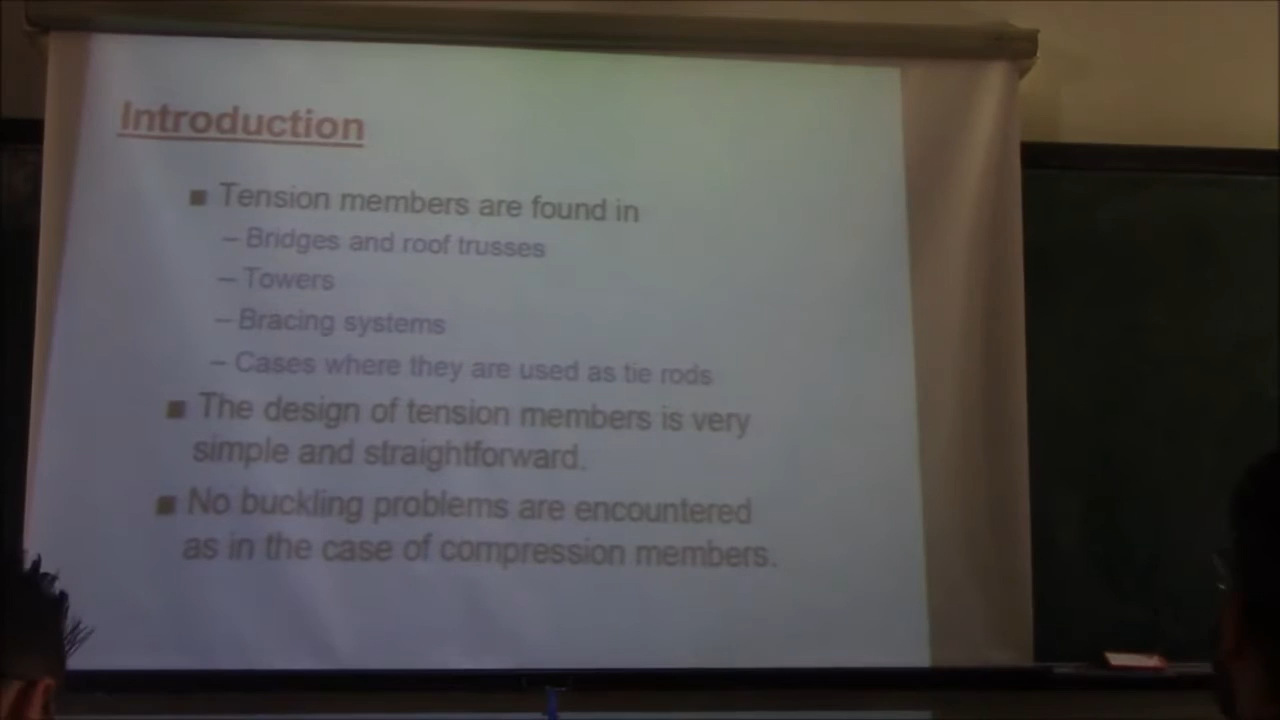 Introduction
■ Tension members are found in
– Bridges and roof trusses
– Towers
– Bracing systems
– Cases where they are used as tie rods
■ The design of tension members is very
simple and straightforward.
■ No buckling problems are encountered
as in the case of compression members.